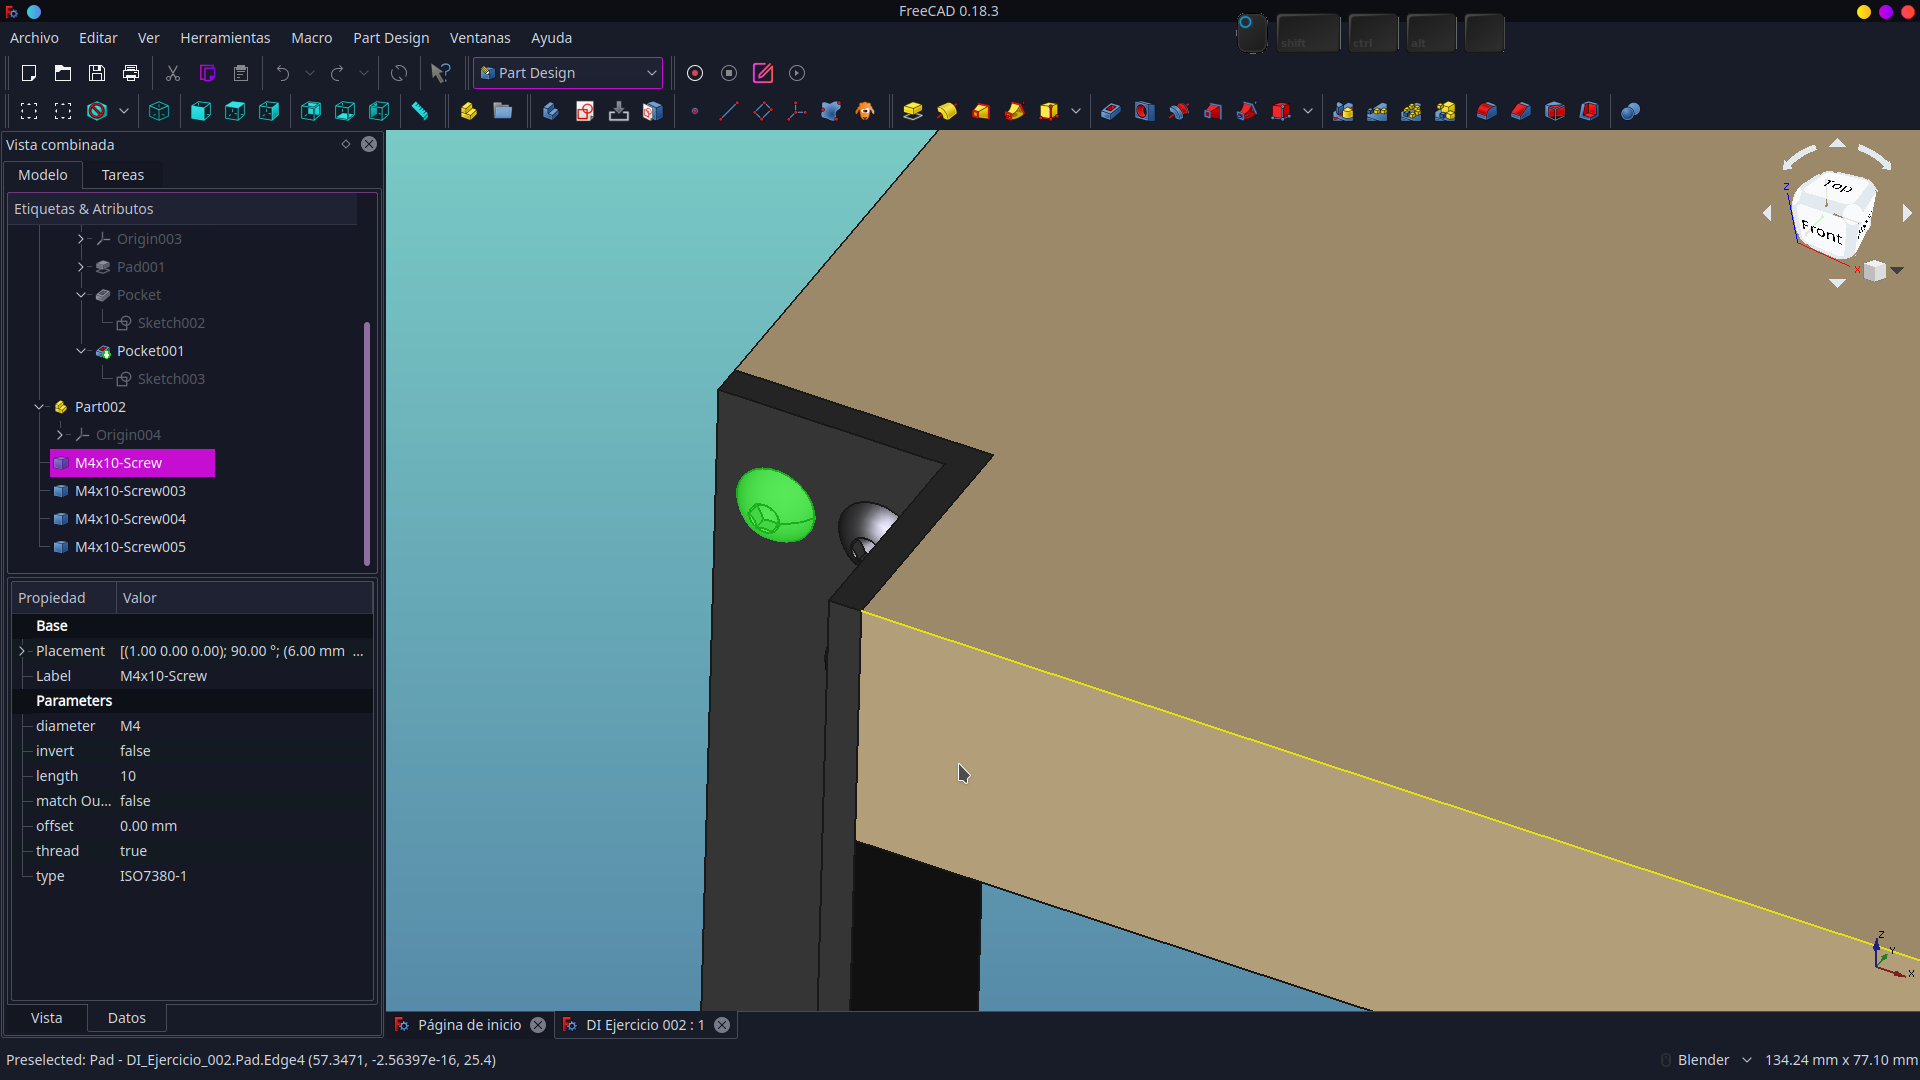 FreeCAD 0.18.3
Archivo Editar Ver Herramientas Macro Part Design Ventanas Ayuda
shift ctrl alt
Part Design
Vista combinada
Modelo Tareas
Etiquetas & Atributos
Origin003
Pad001
Pocket
Sketch002
Pocket001
Sketch003
Part002
Origin004
M4x10-Screw
M4x10-Screw003
M4x10-Screw004
M4x10-Screw005
Propiedad Valor
Base
Placement [(1.00 0.00 0.00); 90.00 °; (6.00 mm ...
Label M4x10-Screw
Parameters
diameter M4
invert false
length 10
match Ou... false
offset 0.00 mm
thread true
type ISO7380-1
Vista Datos
Top
Front
Z
X
Z
Y
X
Página de inicio DI Ejercicio 002 : 1
Preselected: Pad - DI_Ejercicio_002.Pad.Edge4 (57.3471, -2.56397e-16, 25.4)
Blender 134.24 mm x 77.10 mm